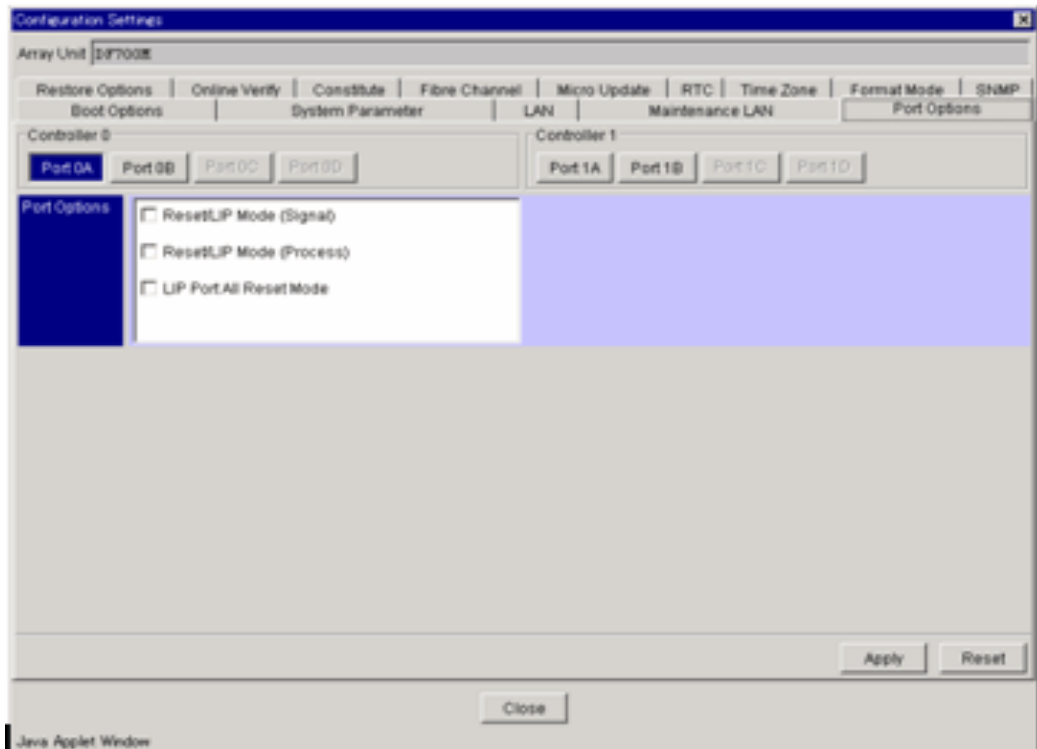 Configuration Settings
Array Unit DF700M
Restore Options Online Verify Constitute Fibre Channel Micro Update RTC Time Zone Format Mode SNMP
Boot Options System Parameter LAN Maintenance LAN Port Options
Controller 0 Controller 1
Port 0A Port 0B Port 0C Port 0D Port 1A Port 1B Port 1C Port 1D
Port Options
Reset/LIP Mode (Signal)
Reset/LIP Mode (Process)
LIP Port All Reset Mode
Apply Reset
Close
Java Applet Window